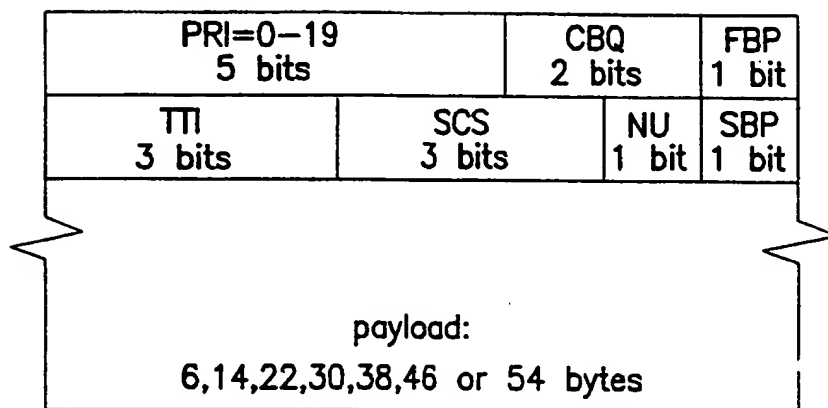 PRI=0-19 CBQ FBP
5 bits 2 bits 1 bit
TTI SCS NU SBP
3 bits 3 bits 1 bit 1 bit
payload:
6,14,22,30,38,46 or 54 bytes